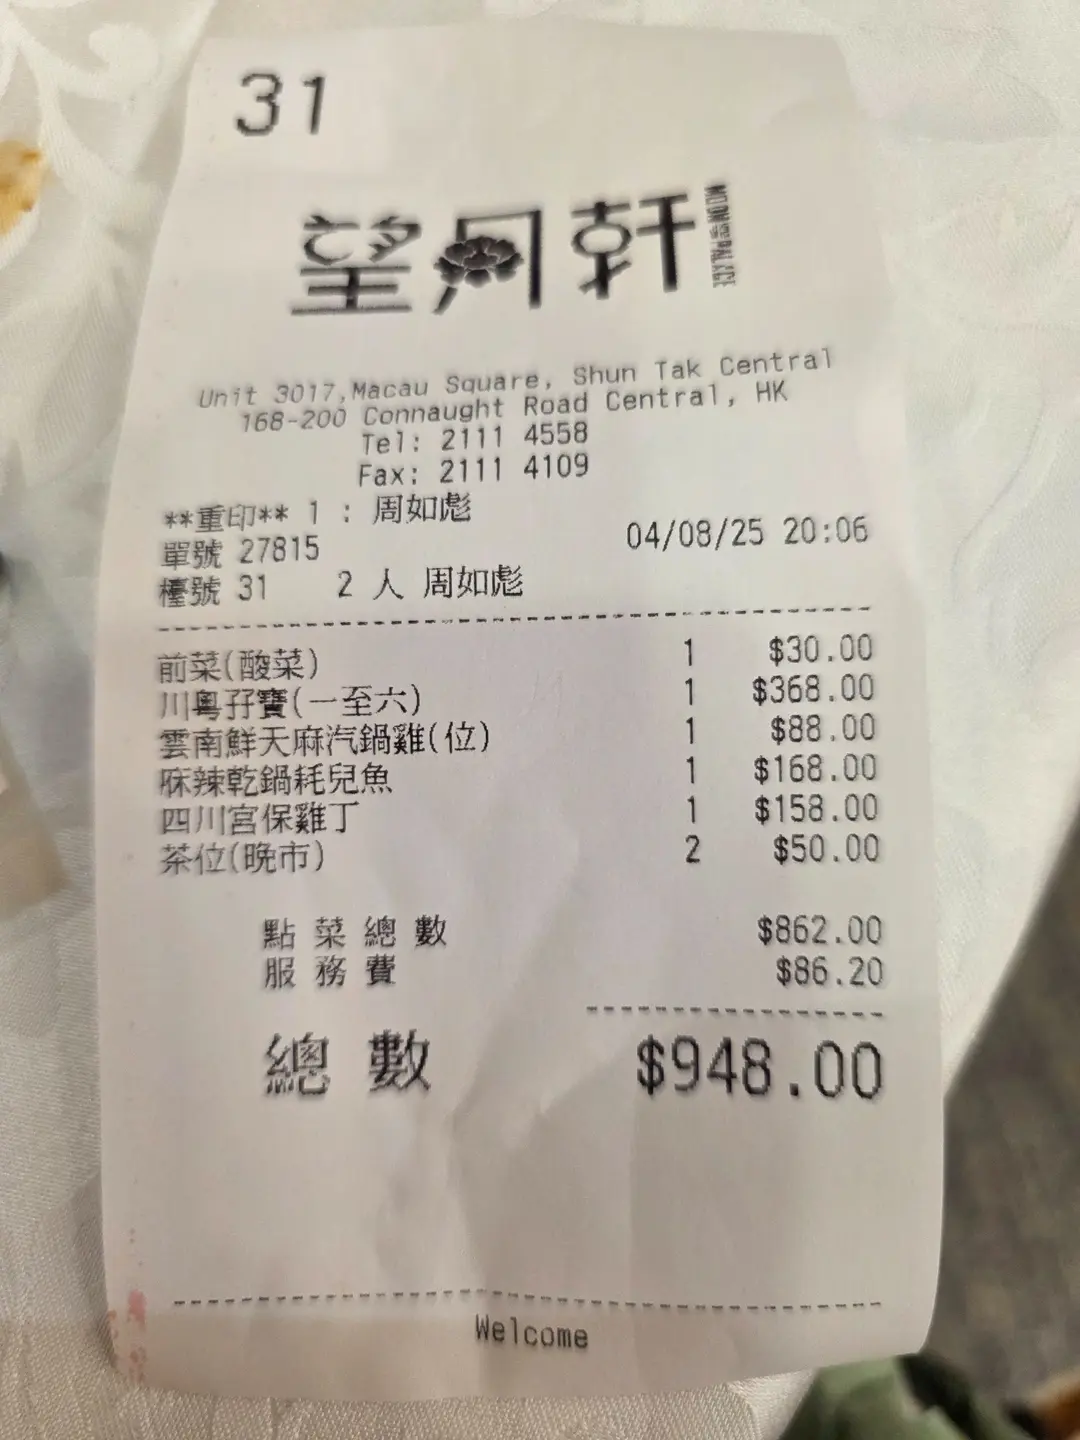 31
望月軒 MOON PALACE
Unit 3017,Macau Square, Shun Tak Central
168-200 Connaught Road Central, HK
Tel: 2111 4558
Fax: 2111 4109
**重印** 1 : 周如彪
單號 27815 04/08/25 20:06
檯號 31 2 人 周如彪
前菜(酸菜) 1 $30.00
川粵孖寶(一至六) 1 $368.00
雲南鮮天麻汽鍋雞(位) 1 $88.00
麻辣乾鍋耗兒魚 1 $168.00
四川宮保雞丁 1 $158.00
茶位(晚市) 2 $50.00
點菜總數 $862.00
服務費 $86.20
總數 $948.00
Welcome